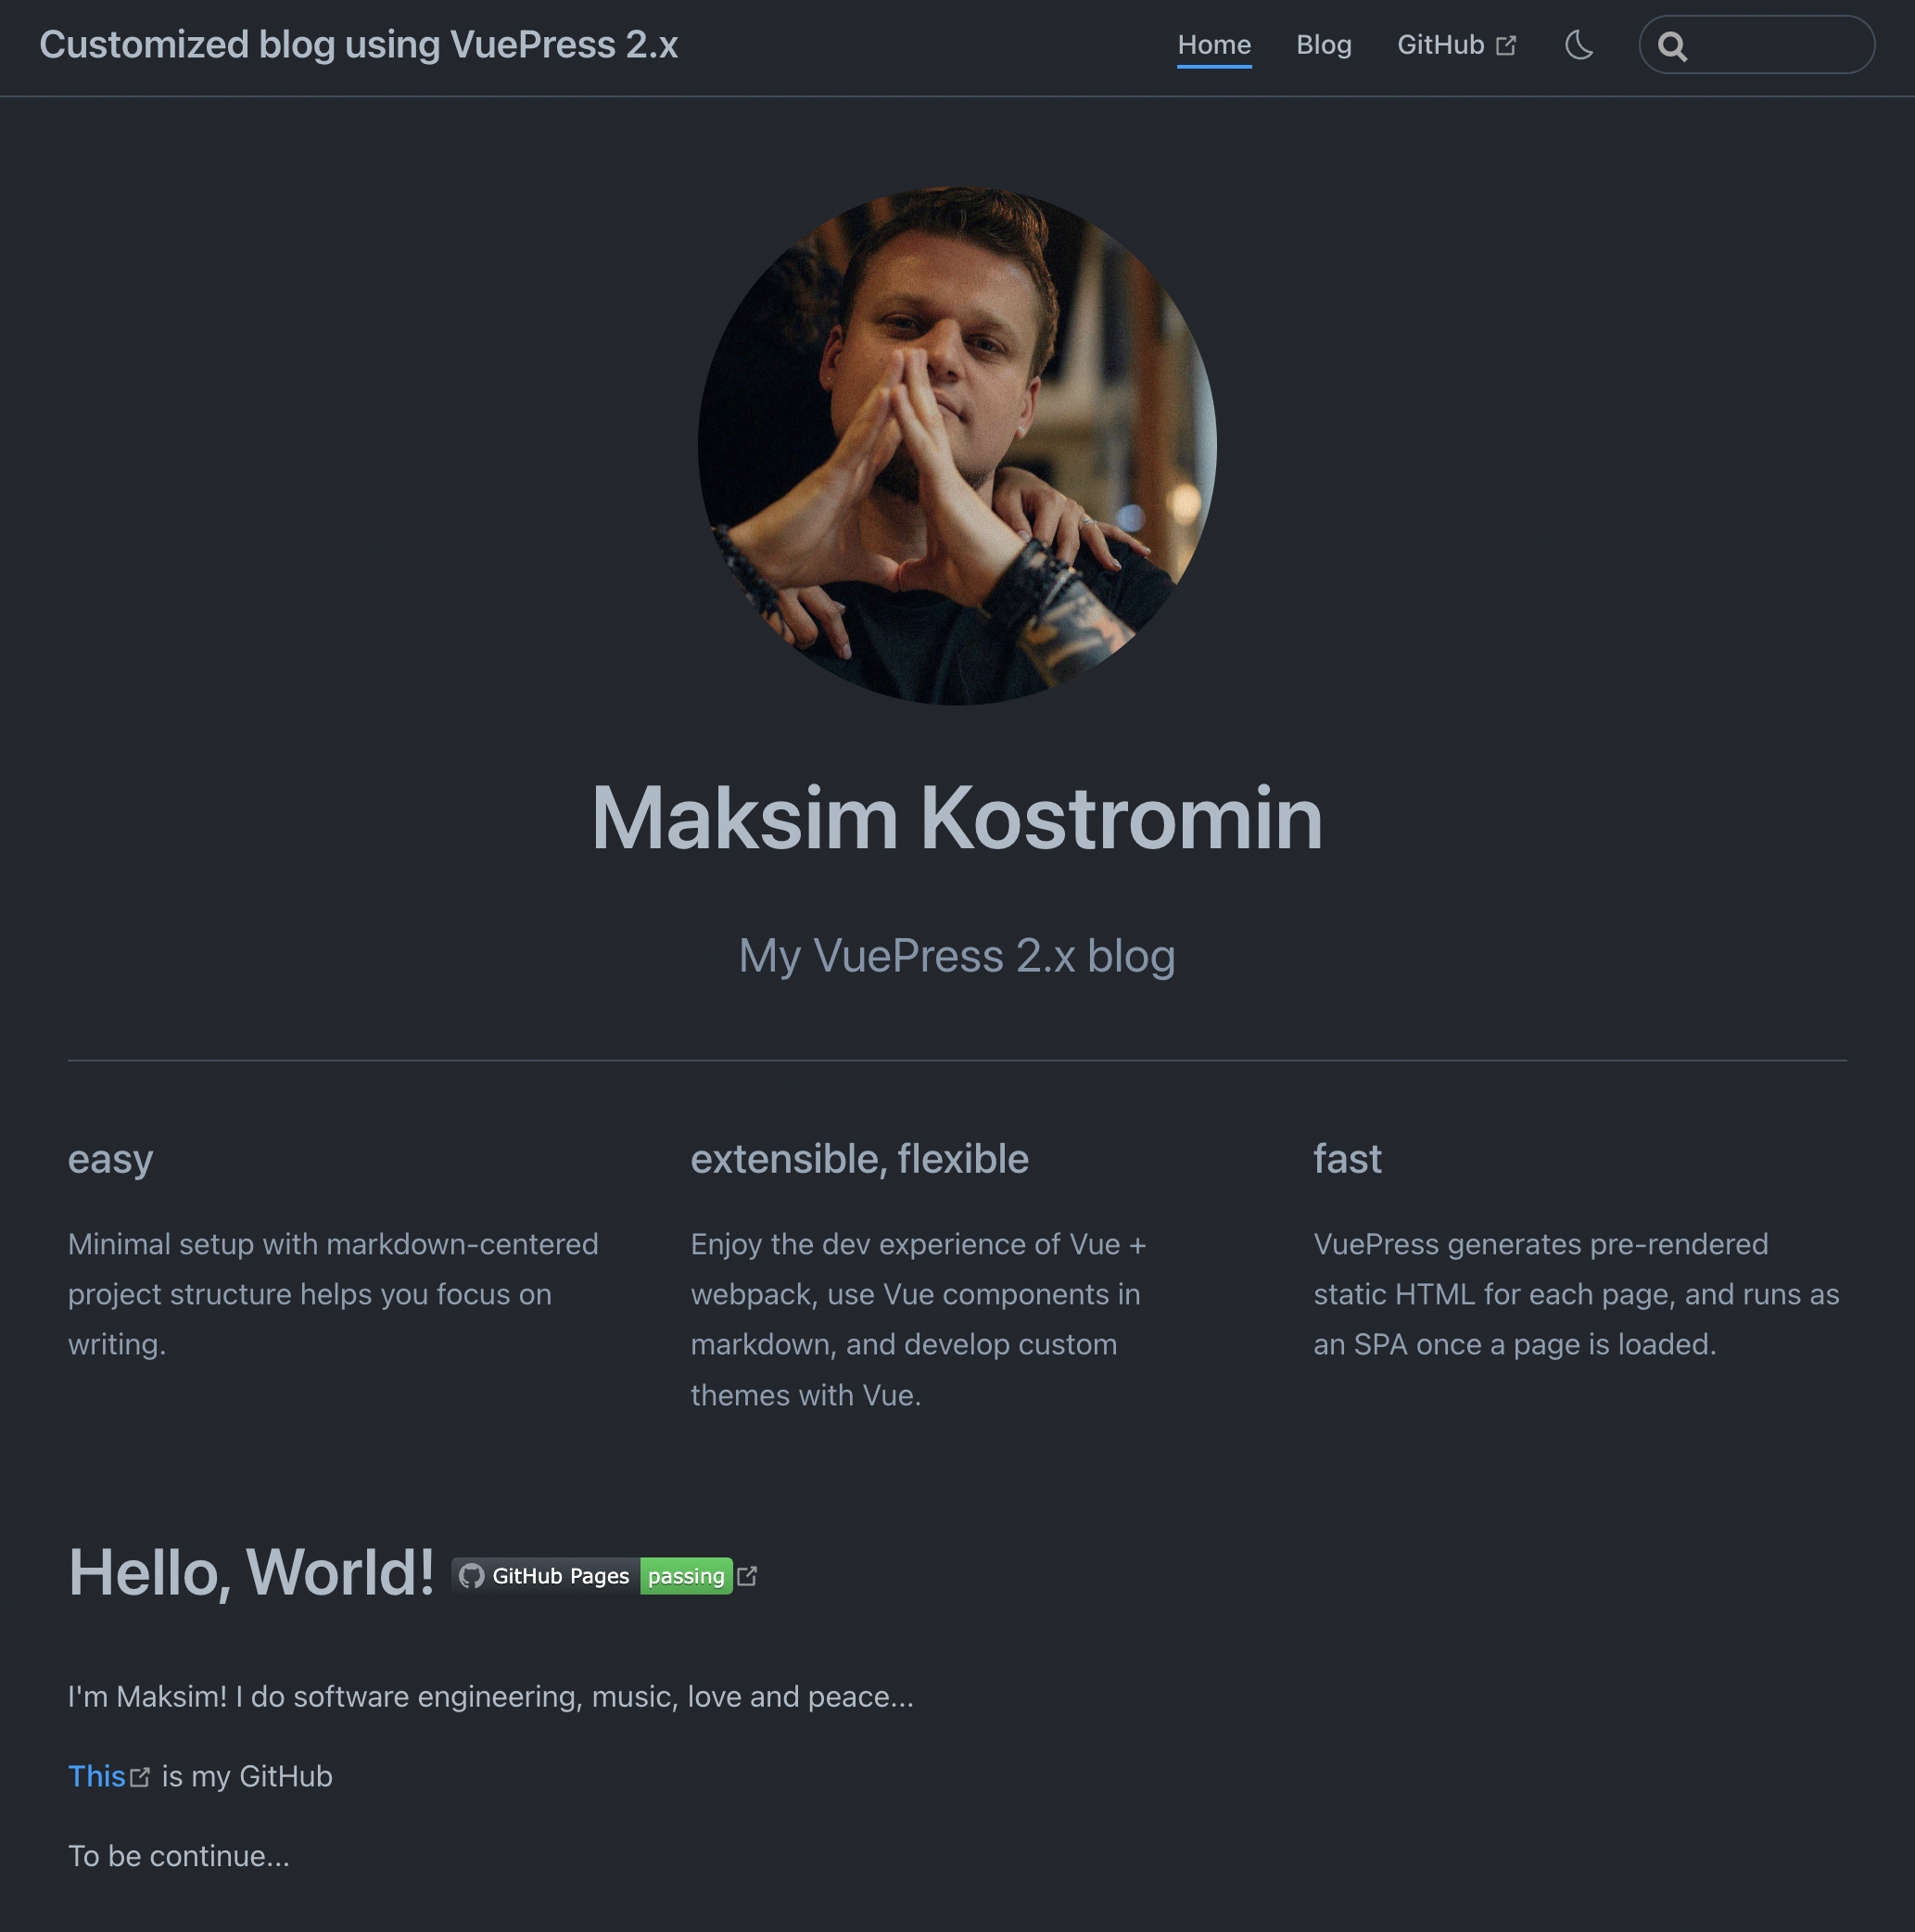 Customized blog using VuePress 2.x
Home
Blog
GitHub
Maksim Kostromin
My VuePress 2.x blog
easy
Minimal setup with markdown-centered
project structure helps you focus on
writing.
extensible, flexible
Enjoy the dev experience of Vue +
webpack, use Vue components in
markdown, and develop custom
themes with Vue.
fast
VuePress generates pre-rendered
static HTML for each page, and runs as
an SPA once a page is loaded.
Hello, World! GitHub Pages passing
I'm Maksim! I do software engineering, music, love and peace...
This is my GitHub
To be continue...